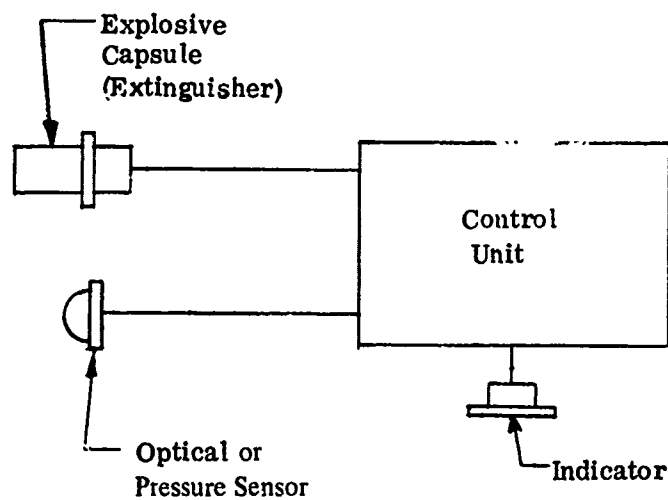 Explosive
Capsule
(Extinguisher)
Control
Unit
Optical or
Pressure Sensor
Indicator